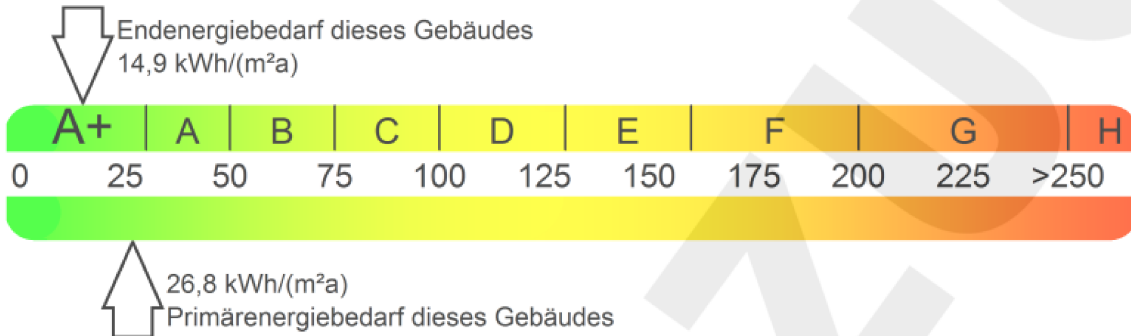 Endenergiebedarf dieses Gebäudes
14,9 kWh/(m²a)
A+ A B C D E F G H
0 25 50 75 100 125 150 175 200 225 >250
26,8 kWh/(m²a)
Primärenergiebedarf dieses Gebäudes